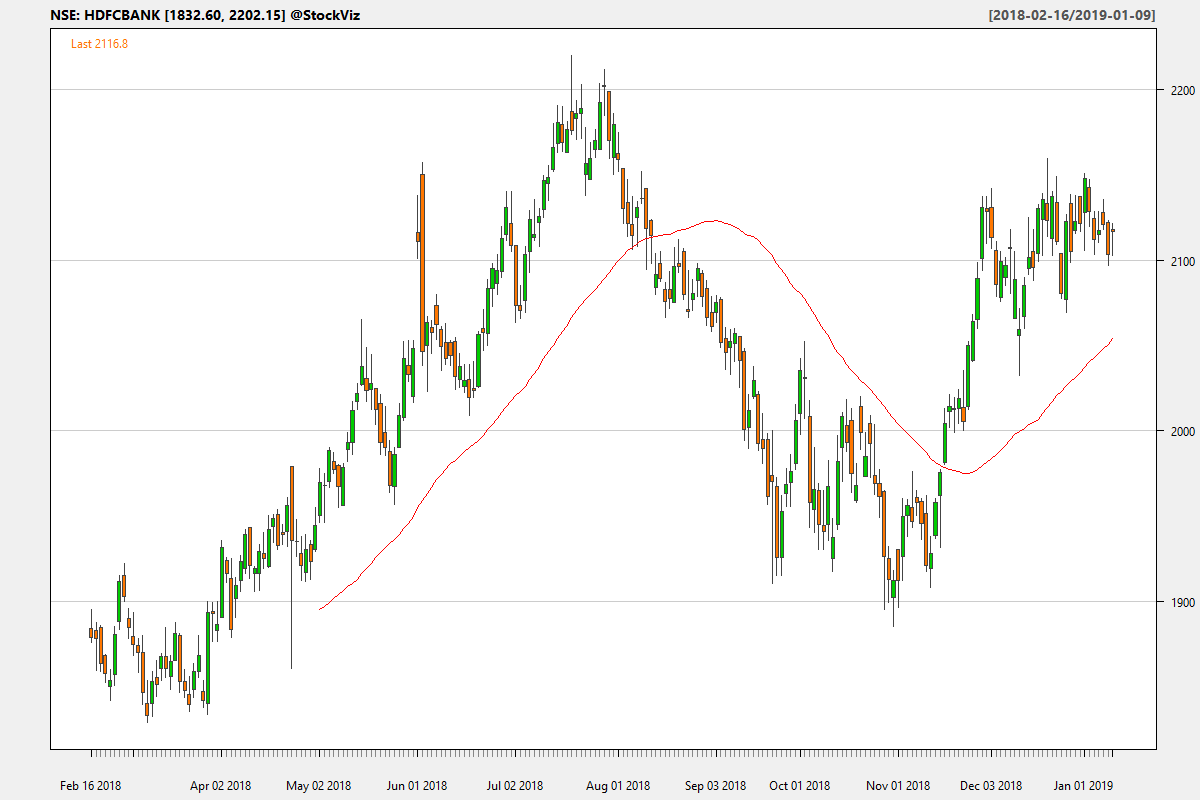 NSE: HDFCBANK [1832.60, 2202.15] @StockViz [2018-02-16/2019-01-09]
Last 2116.8
2200
2100
2000
1900
Feb 16 2018 Apr 02 2018 May 02 2018 Jun 01 2018 Jul 02 2018 Aug 01 2018 Sep 03 2018 Oct 01 2018 Nov 01 2018 Dec 03 2018 Jan 01 2019